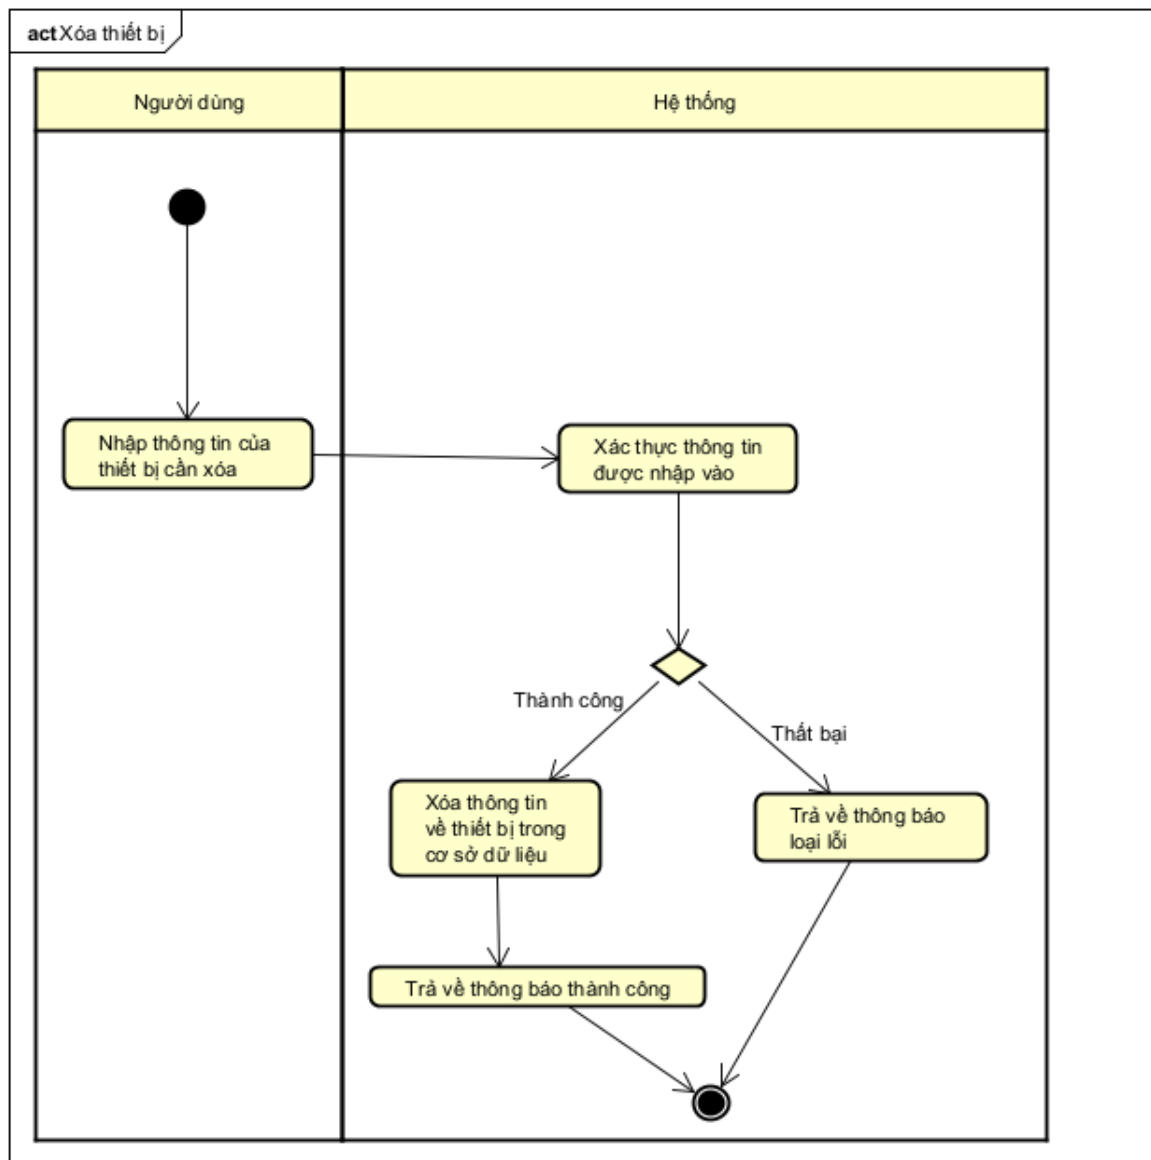 act Xóa thiết bị
Người dùng
Hệ thống
Nhập thông tin của
thiết bị cần xóa
Xác thực thông tin
được nhập vào
Thành công
Thất bại
Xóa thông tin
về thiết bị trong
cơ sở dữ liệu
Trả về thông báo
loại lỗi
Trả về thông báo thành công